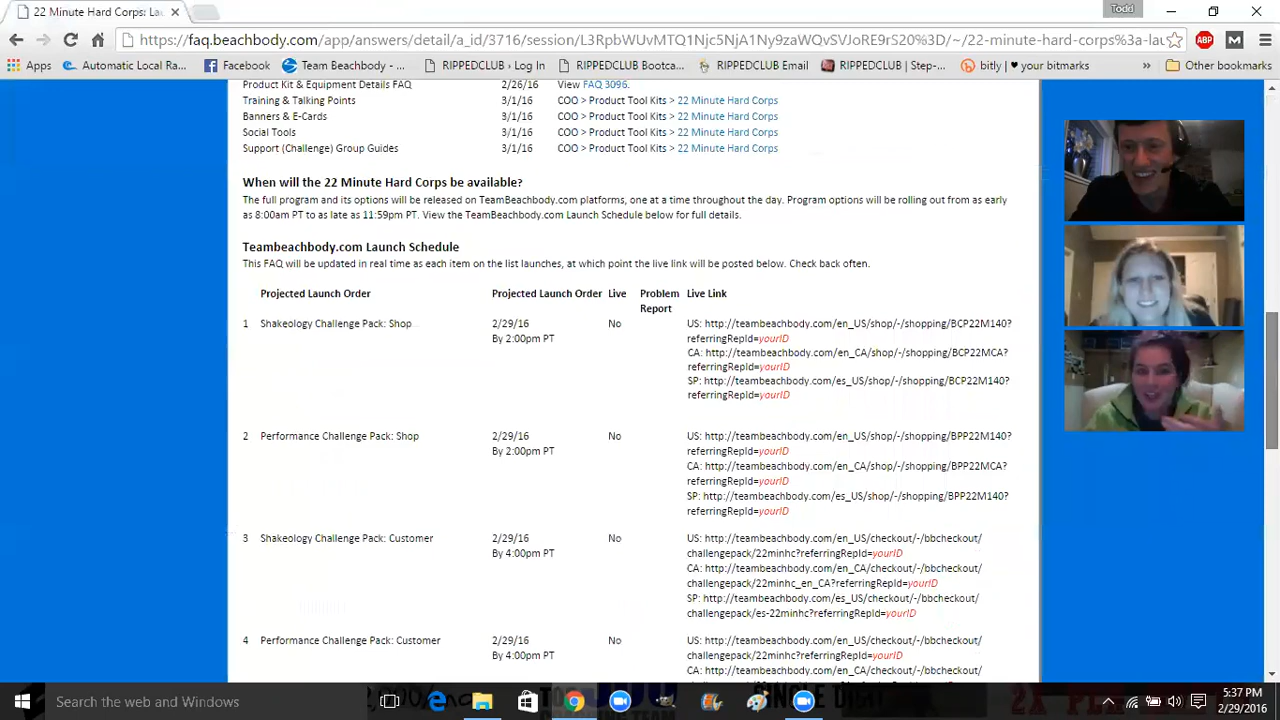 Todd
22 Minute Hard Corps: Lau
https://faq.beachbody.com/app/answers/detail/a_id/3716/session/L3RpbWUvMTQ1Njc5NjA1Ny9zaWQvSVJoRE9rS20%3D/~/22-minute-hard-corps%3a-lau
Apps Automatic Local Ra... Facebook Team Beachbody - RIPPEDCLUB › Log In RIPPEDCLUB Bootca... RIPPEDCLUB Email RIPPEDCLUB | Step-... bitly | ♥ your bitmarks » Other bookmarks
Product Kit & Equipment Details FAQ 2/26/16 View FAQ 3096.
Training & Talking Points 3/1/16 COO > Product Tool Kits > 22 Minute Hard Corps
Banners & E-Cards 3/1/16 COO > Product Tool Kits > 22 Minute Hard Corps
Social Tools 3/1/16 COO > Product Tool Kits > 22 Minute Hard Corps
Support (Challenge) Group Guides 3/1/16 COO > Product Tool Kits > 22 Minute Hard Corps
When will the 22 Minute Hard Corps be available?
The full program and its options will be released on TeamBeachbody.com platforms, one at a time throughout the day. Program options will be rolling out from as early
as 8:00am PT to as late as 11:59pm PT. View the TeamBeachbody.com Launch Schedule below for full details.
Teambeachbody.com Launch Schedule
This FAQ will be updated in real time as each item on the list launches, at which point the live link will be posted below. Check back often.
Projected Launch Order Projected Launch Order Live Problem Live Link
Report
1 Shakeology Challenge Pack: Shop 2/29/16 No US: http://teambeachbody.com/en_US/shop/-/shopping/BCP22M140?
By 2:00pm PT referringRepId=yourID
CA: http://teambeachbody.com/en_CA/shop/-/shopping/BCP22MCA?
referringRepId=yourID
SP: http://teambeachbody.com/es_US/shop/-/shopping/BCP22M140?
referringRepId=yourID
2 Performance Challenge Pack: Shop 2/29/16 No US: http://teambeachbody.com/en_US/shop/-/shopping/BPP22M140?
By 2:00pm PT referringRepId=yourID
CA: http://teambeachbody.com/en_CA/shop/-/shopping/BPP22MCA?
referringRepId=yourID
SP: http://teambeachbody.com/es_US/shop/-/shopping/BPP22M140?
referringRepId=yourID
3 Shakeology Challenge Pack: Customer 2/29/16 No US: http://teambeachbody.com/en_US/checkout/-/bbcheckout/
By 4:00pm PT challengepack/22minhc?referringRepId=yourID
CA: http://teambeachbody.com/en_CA/checkout/-/bbcheckout/
challengepack/22minhc_en_CA?referringRepId=yourID
SP: http://teambeachbody.com/es_US/checkout/-/bbcheckout/
challengepack/es-22minhc?referringRepId=yourID
4 Performance Challenge Pack: Customer 2/29/16 No US: http://teambeachbody.com/en_US/checkout/-/bbcheckout/
By 4:00pm PT challengepack/22minhc?referringRepId=yourID
CA: http://teambeachbody.com/en_CA/checkout/-/bbcheckout/
Search the web and Windows
5:37 PM
2/29/2016